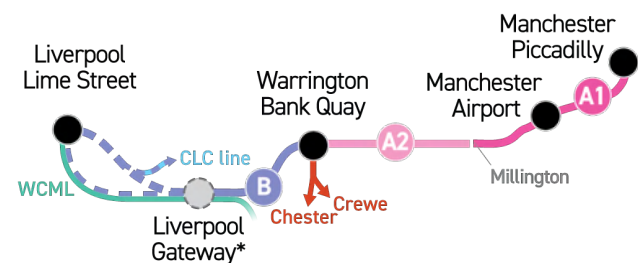 Manchester
Piccadilly
Liverpool
Lime Street
Warrington
Bank Quay
Manchester
Airport
A1
A2
CLC line
Millington
WCML
B
Crewe
Chester
Liverpool
Gateway*